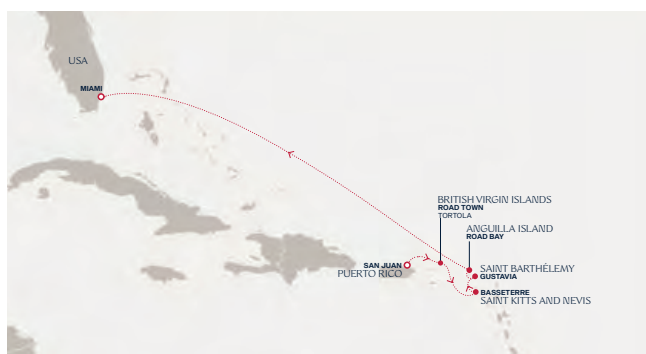 USA
MIAMI
BRITISH VIRGIN ISLANDS
ROAD TOWN
TORTOLA
ANGUILLA ISLAND
ROAD BAY
SAN JUAN
PUERTO RICO
SAINT BARTHÉLEMY
GUSTAVIA
BASSETERRE
SAINT KITTS AND NEVIS